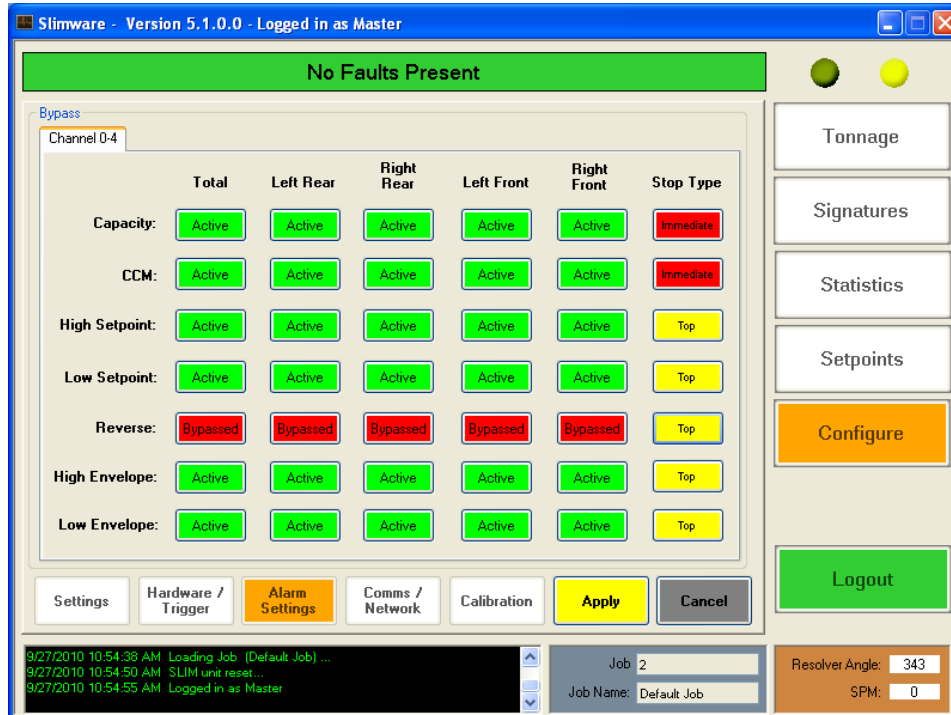 Slimware - Version 5.1.0.0 - Logged in as Master
No Faults Present
Bypass
Channel 0-4
Total Left Rear Right Rear Left Front Right Front Stop Type
Capacity: Active Active Active Active Active Immediate
CCM: Active Active Active Active Active Immediate
High Setpoint: Active Active Active Active Active Top
Low Setpoint: Active Active Active Active Active Top
Reverse: Bypassed Bypassed Bypassed Bypassed Bypassed Top
High Envelope: Active Active Active Active Active Top
Low Envelope: Active Active Active Active Active Top
Settings Hardware / Trigger Alarm Settings Comms / Network Calibration Apply Cancel
Tonnage
Signatures
Statistics
Setpoints
Configure
Logout
9/27/2010 10:54:38 AM Loading Job (Default Job) ...
9/27/2010 10:54:50 AM SLIM unit reset...
9/27/2010 10:54:55 AM Logged in as Master
Job 2
Job Name: Default Job
Resolver Angle: 343
SPM: 0